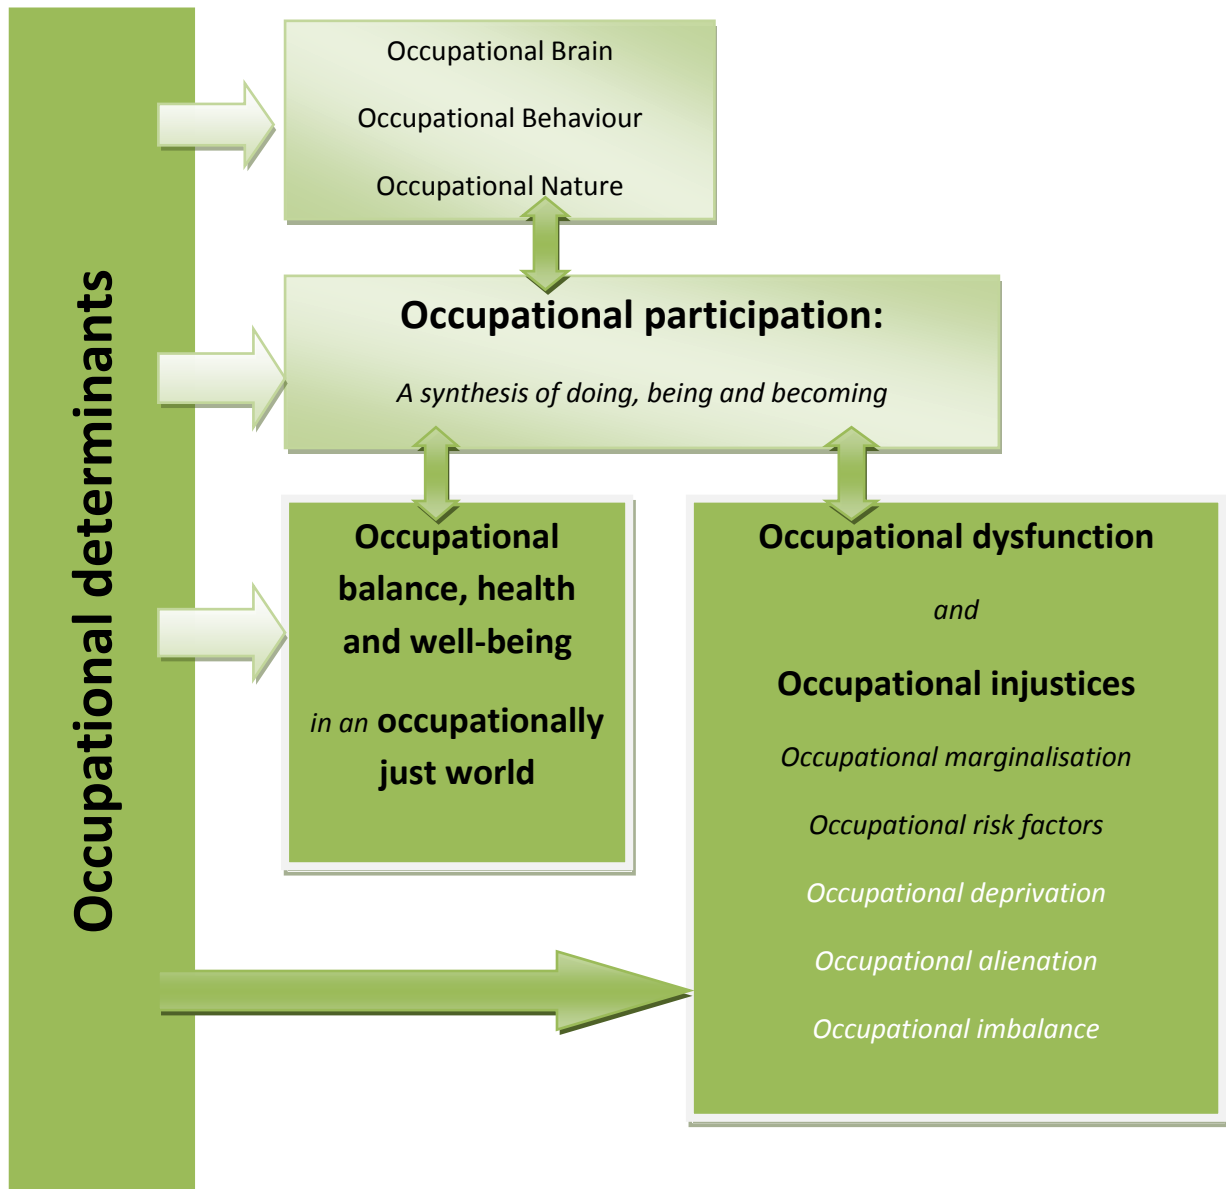 Occupational determinants
Occupational Brain
Occupational Behaviour
Occupational Nature
Occupational participation:
A synthesis of doing, being and becoming
Occupational
balance, health
and well-being
in an occupationally
just world
Occupational dysfunction
and
Occupational injustices
Occupational marginalisation
Occupational risk factors
Occupational deprivation
Occupational alienation
Occupational imbalance